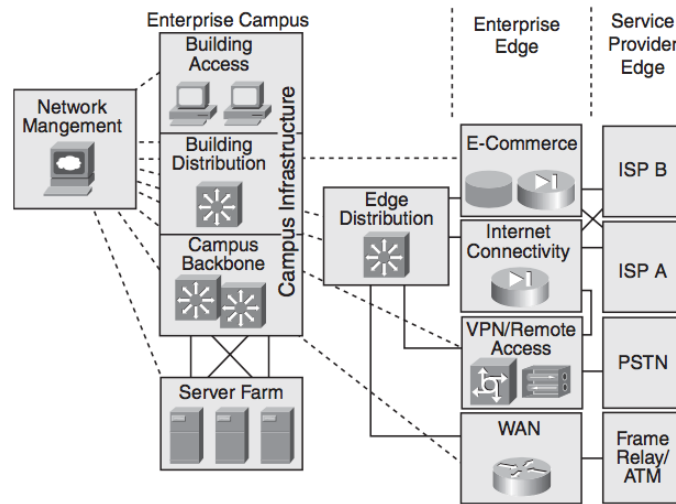 Enterprise Campus
Building
Access
Network
Mangement
Building
Distribution
Campus
Backbone
Campus Infrastructure
Server Farm
Edge
Distribution
Enterprise
Edge
E-Commerce
Internet
Connectivity
VPN/Remote
Access
WAN
Service
Provider
Edge
ISP B
ISP A
PSTN
Frame
Relay/
ATM